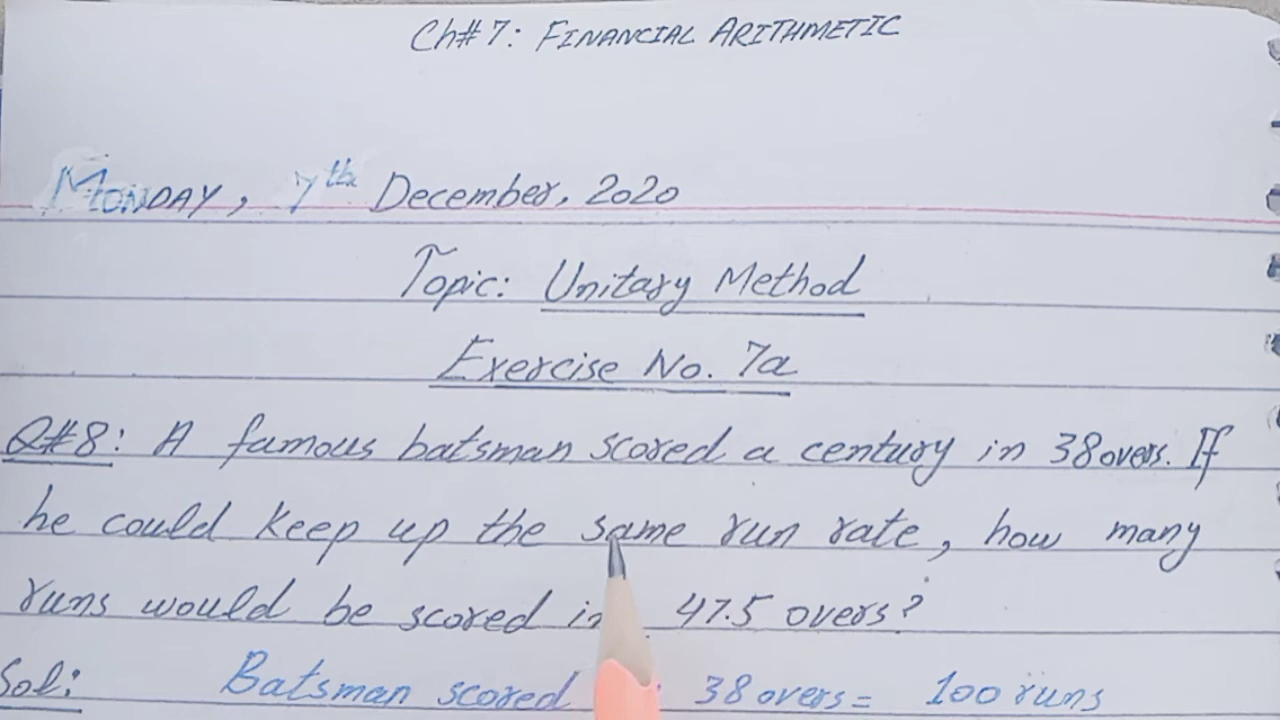 Ch#7: FINANCIAL ARITHMETIC
MONDAY, 7th December, 2020
Topic: Unitary Method
Exercise No. 7a
Q#8: A famous batsman scored a century in 38 overs. If
he could keep up the same run rate, how many
runs would be scored in 47.5 overs?
Sol: Batsman scored 38 overs = 100 runs